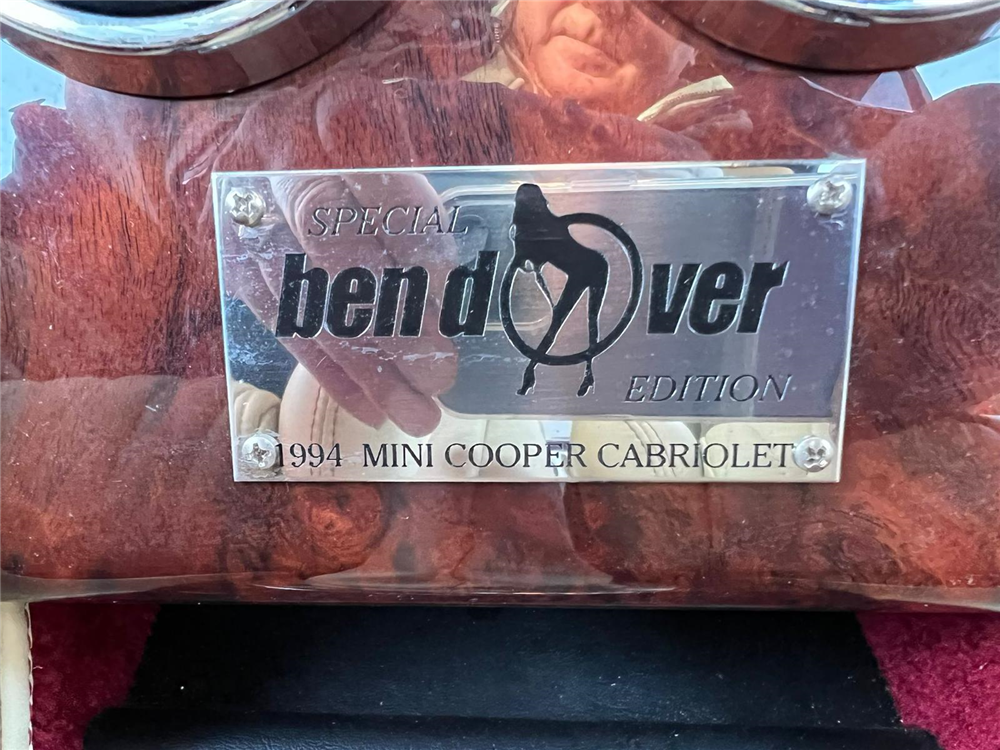 SPECIAL
ben dover
EDITION
1994 MINI COOPER CABRIOLET